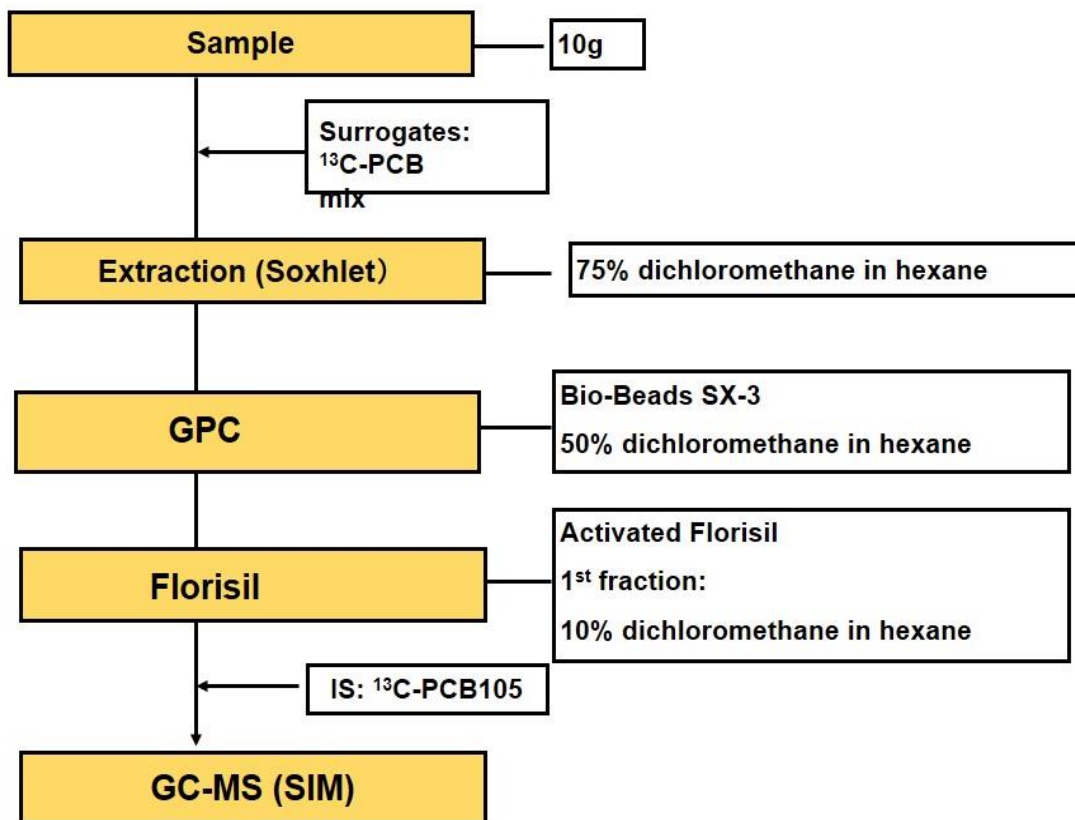 Sample
10g
Surrogates:
¹³C-PCB
mix
Extraction (Soxhlet）
75% dichloromethane in hexane
GPC
Bio-Beads SX-3
50% dichloromethane in hexane
Florisil
Activated Florisil
1ˢᵗ fraction:
10% dichloromethane in hexane
IS: ¹³C-PCB105
GC-MS (SIM)